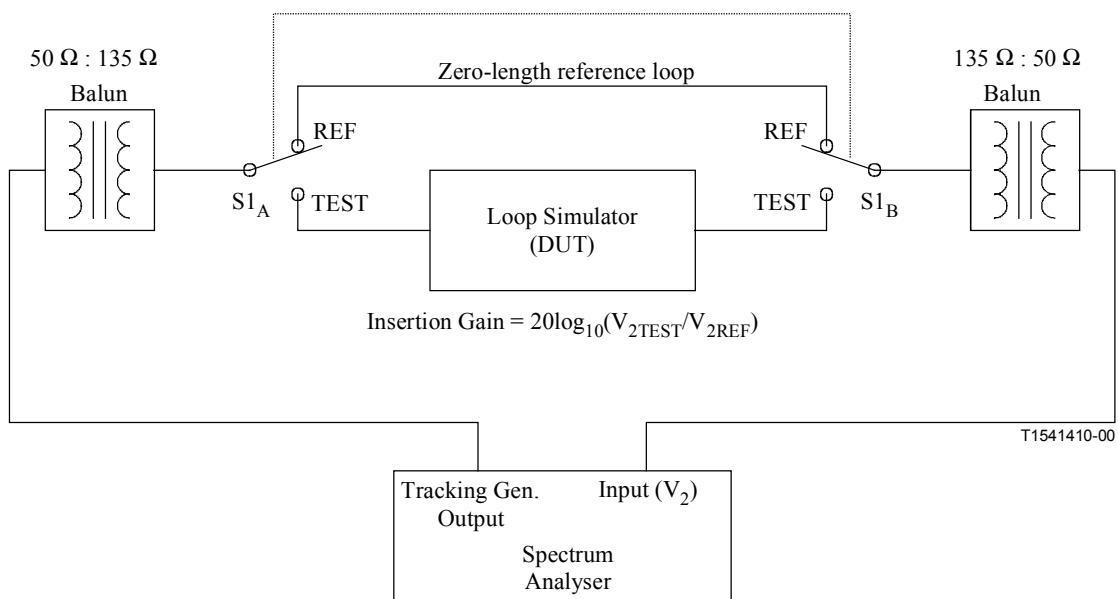 50 Ω : 135 Ω
Balun
Zero-length reference loop
135 Ω : 50 Ω
Balun
REF
REF
S1A
TEST
Loop Simulator
(DUT)
TEST
S1B
Insertion Gain = 20log10(V2TEST/V2REF)
T1541410-00
Tracking Gen.
Output
Input (V2)
Spectrum
Analyser